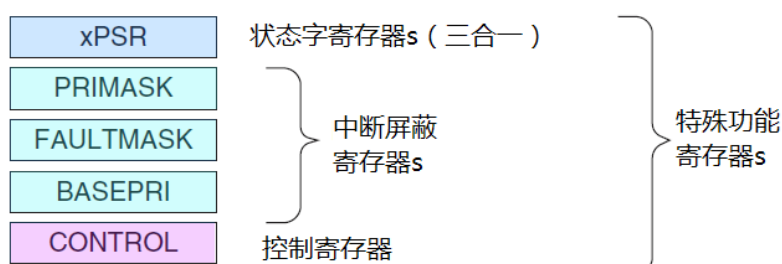 xPSR 状态字寄存器s（三合一）
PRIMASK
FAULTMASK
BASEPRI
CONTROL 控制寄存器
中断屏蔽
寄存器s
特殊功能
寄存器s